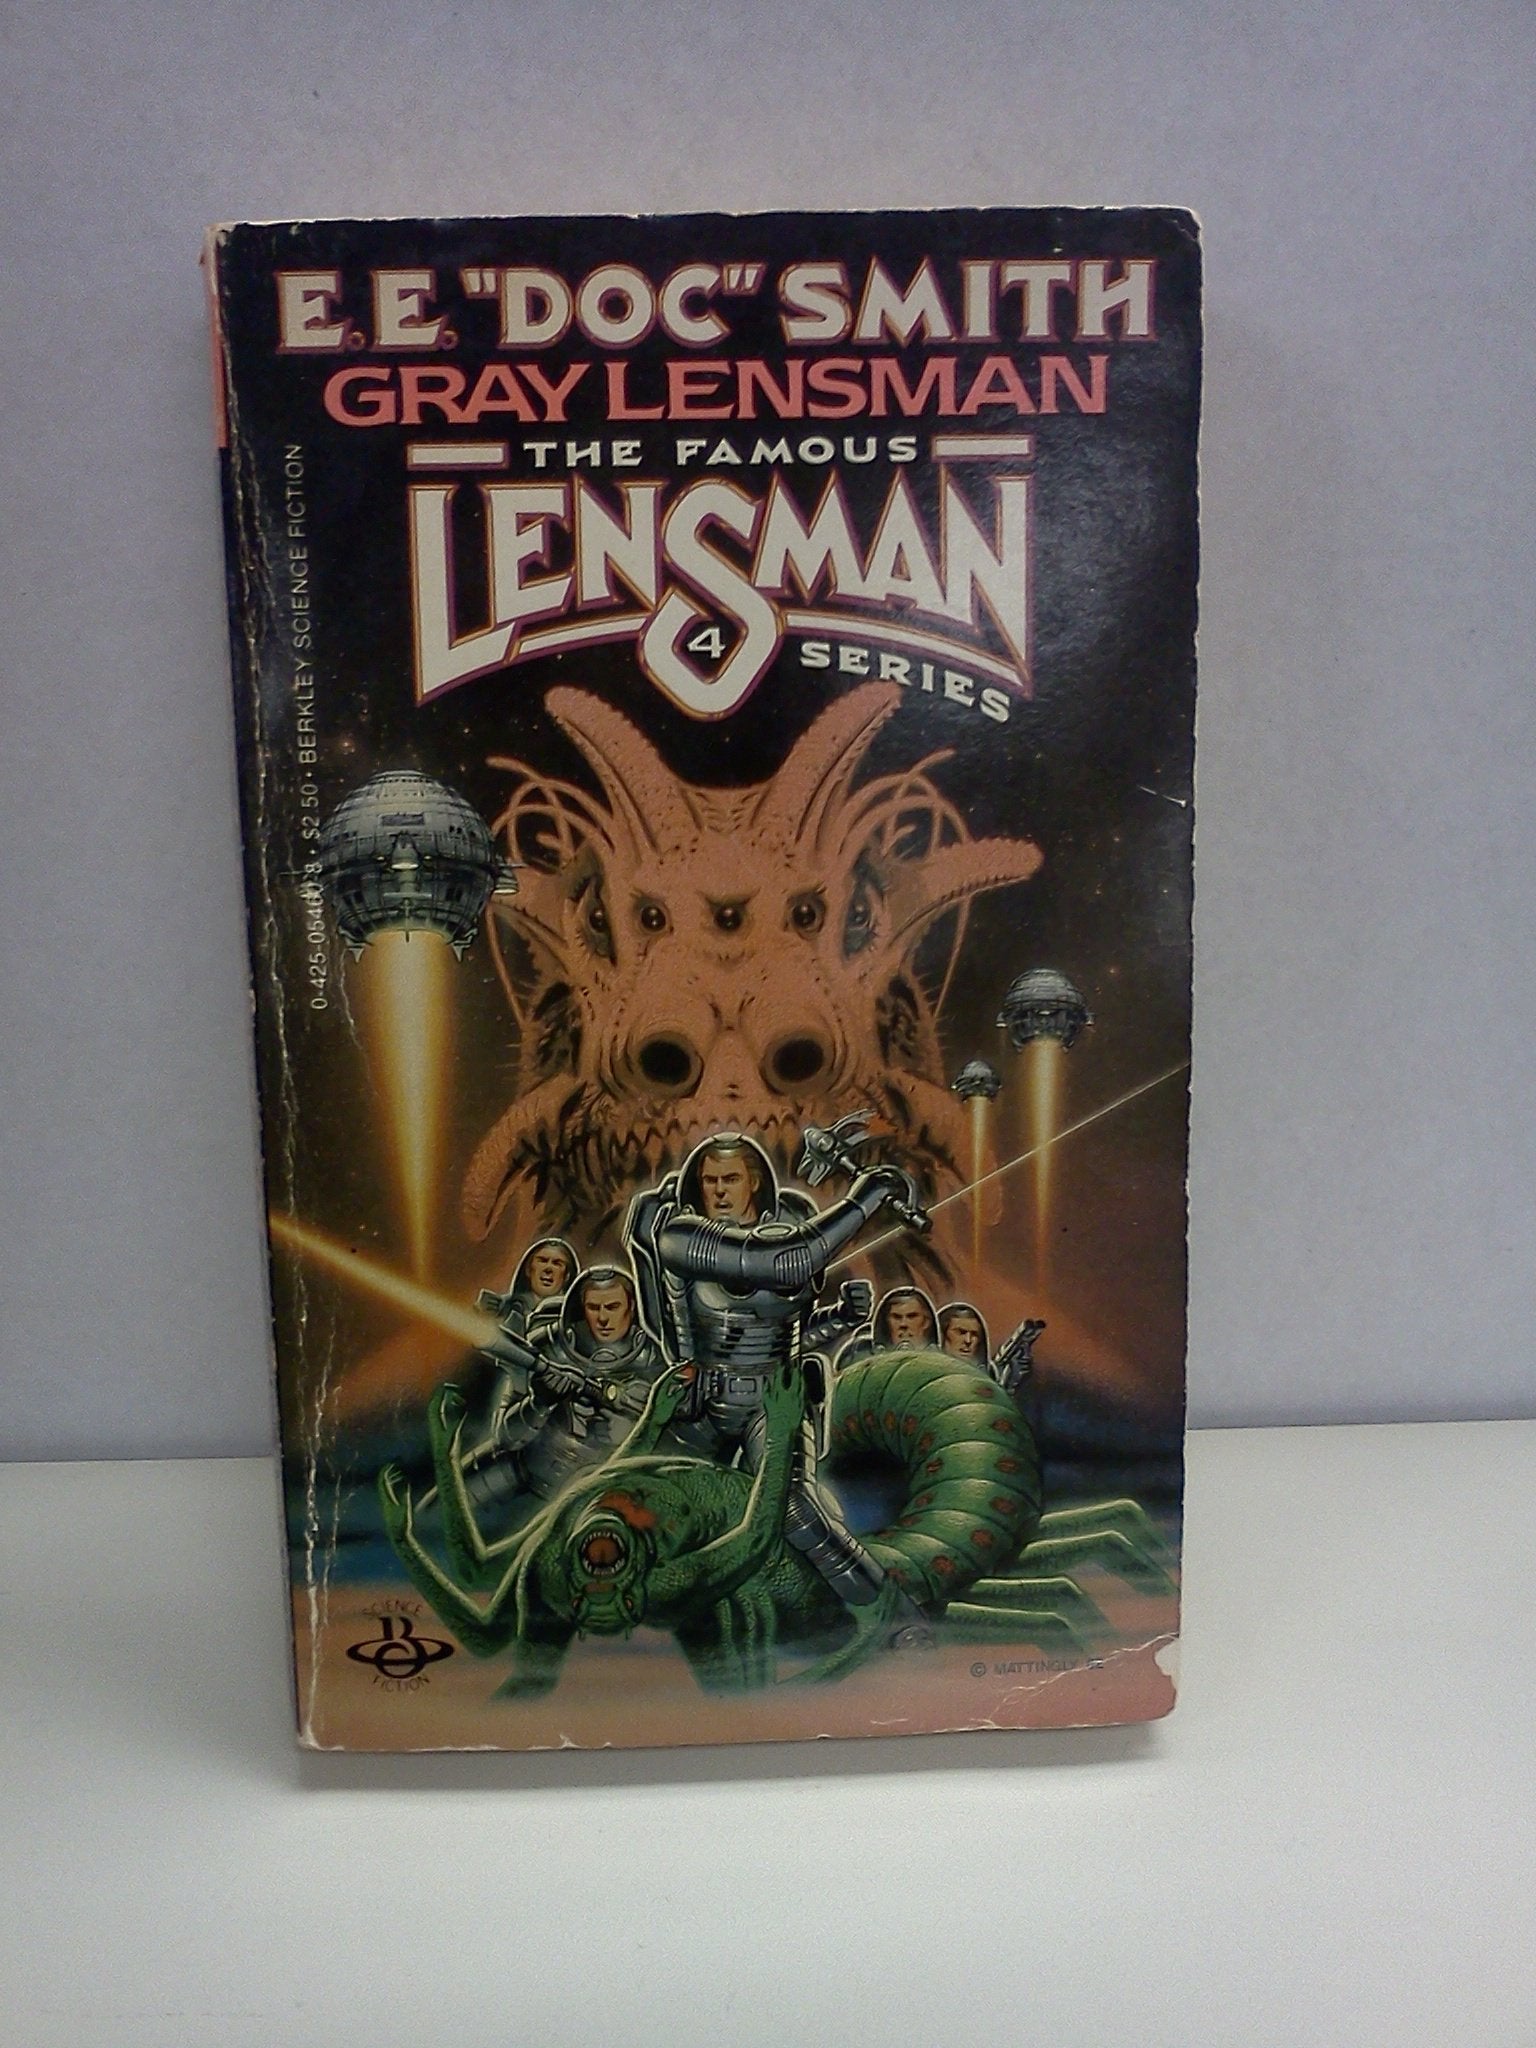 E.E. "DOC" SMITH
GRAY LENSMAN
THE FAMOUS
LENSMAN
4
SERIES
0-425-05460-8 • $2.50 • BERKLEY SCIENCE FICTION
SCIENCE
B
FICTION
© MATTINGLY 82